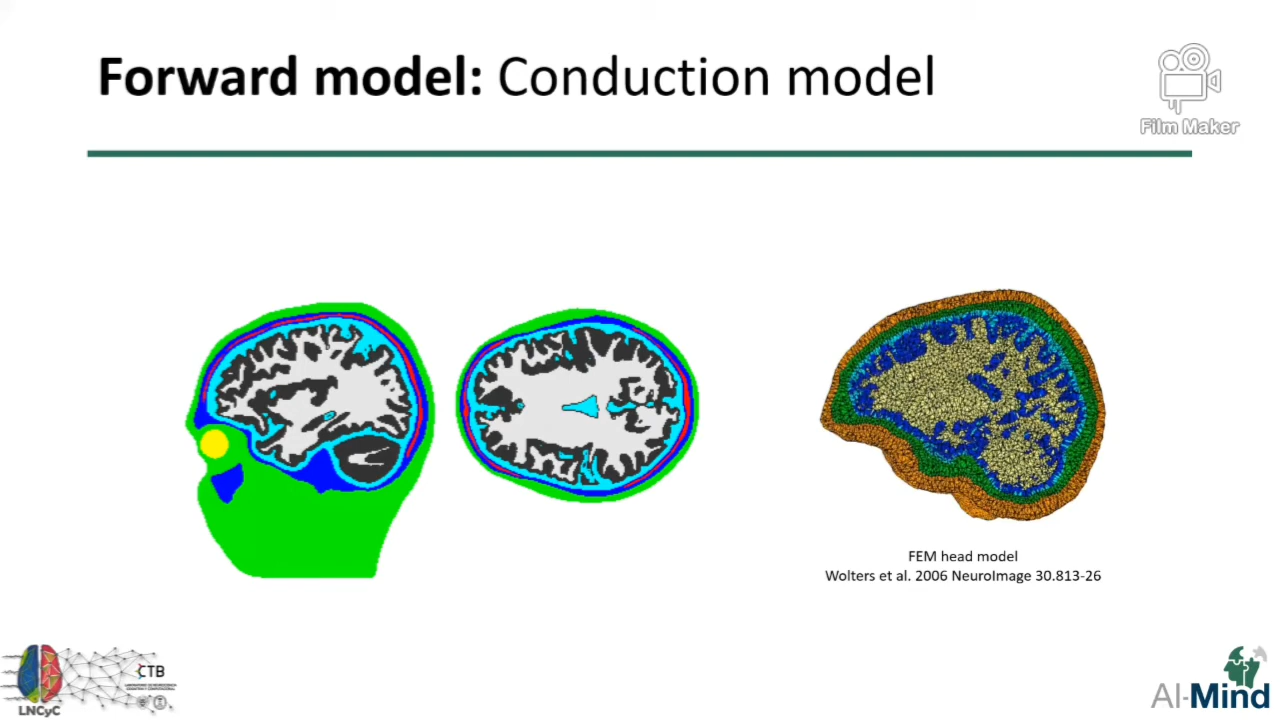 Forward model: Conduction model
Film Maker
FEM head model
Wolters et al. 2006 NeuroImage 30.813-26
CTB
LNCyC
AI-Mind